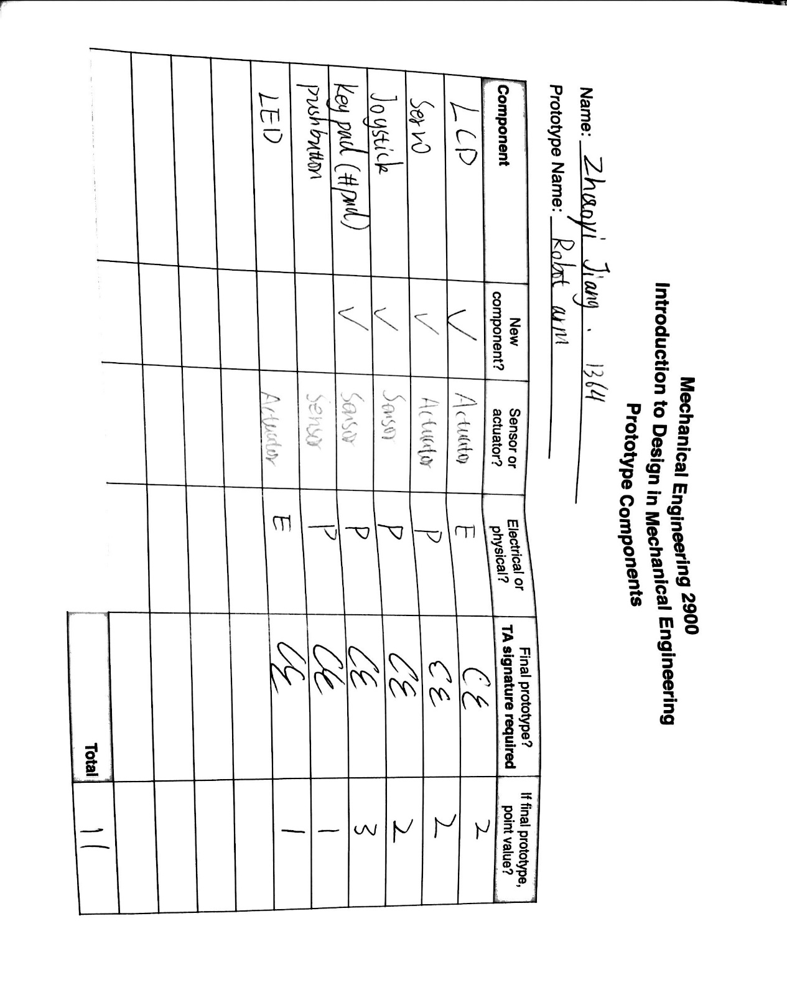 Mechanical Engineering 2900
Introduction to Design in Mechanical Engineering
Prototype Components
Name: Zhaoyi Jiang . 1364
Prototype Name: Robot arm
Component New component? Sensor or actuator? Electrical or physical? Final prototype? TA signature required If final prototype, point value?
LCD ✓ Actuator E CE 2
Servo ✓ Actuator P CE 2
Joystick ✓ Sensor P CE 2
Keypad (#pad) ✓ Sensor P CE 3
pushbutton Sensor P CE 1
LED Actuator E CE 1
Total 11